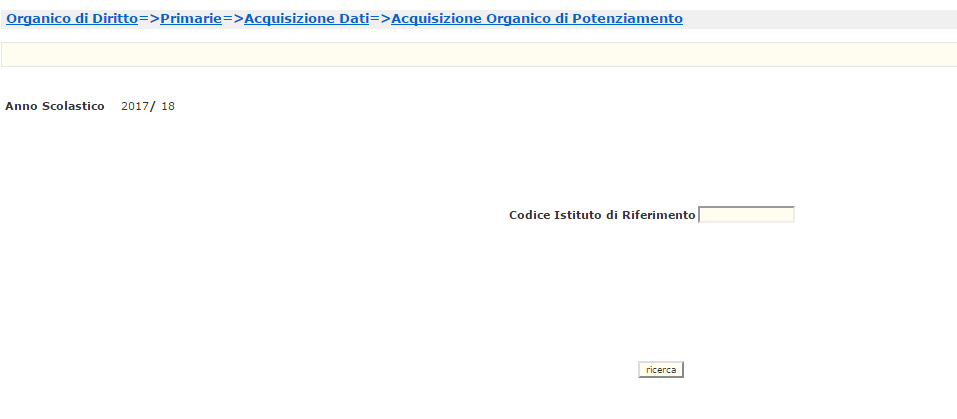 Organico di Diritto=>Primarie=>Acquisizione Dati=>Acquisizione Organico di Potenziamento
Anno Scolastico 2017/ 18
Codice Istituto di Riferimento
ricerca